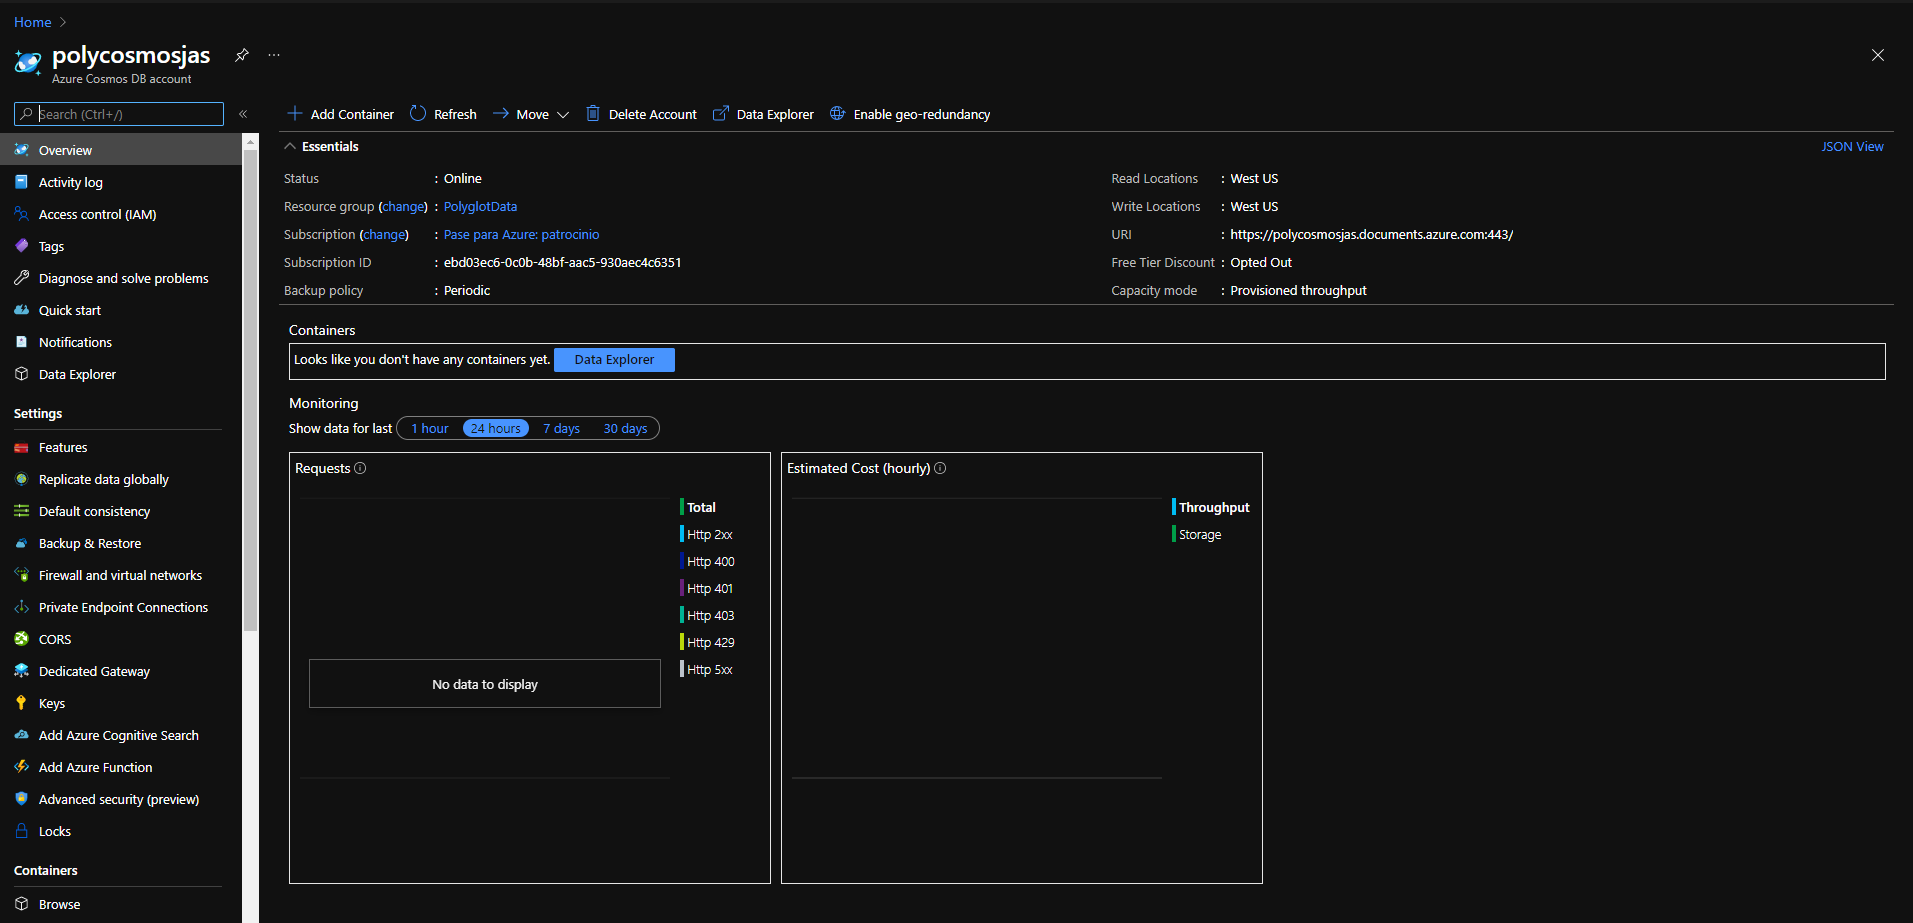 Home >
polycosmosjas ...
Azure Cosmos DB account
Search (Ctrl+/) «
Overview
Activity log
Access control (IAM)
Tags
Diagnose and solve problems
Quick start
Notifications
Data Explorer
Settings
Features
Replicate data globally
Default consistency
Backup & Restore
Firewall and virtual networks
Private Endpoint Connections
CORS
Dedicated Gateway
Keys
Add Azure Cognitive Search
Add Azure Function
Advanced security (preview)
Locks
Containers
Browse
Add Container Refresh Move Delete Account Data Explorer Enable geo-redundancy
Essentials JSON View
Status : Online
Resource group (change) : PolyglotData
Subscription (change) : Pase para Azure: patrocinio
Subscription ID : ebd03ec6-0c0b-48bf-aac5-930aec4c6351
Backup policy : Periodic
Read Locations : West US
Write Locations : West US
URI : https://polycosmosjas.documents.azure.com:443/
Free Tier Discount : Opted Out
Capacity mode : Provisioned throughput
Containers
Looks like you don't have any containers yet. Data Explorer
Monitoring
Show data for last 1 hour 24 hours 7 days 30 days
Requests
Total
Http 2xx
Http 400
Http 401
Http 403
Http 429
Http 5xx
No data to display
Estimated Cost (hourly)
Throughput
Storage